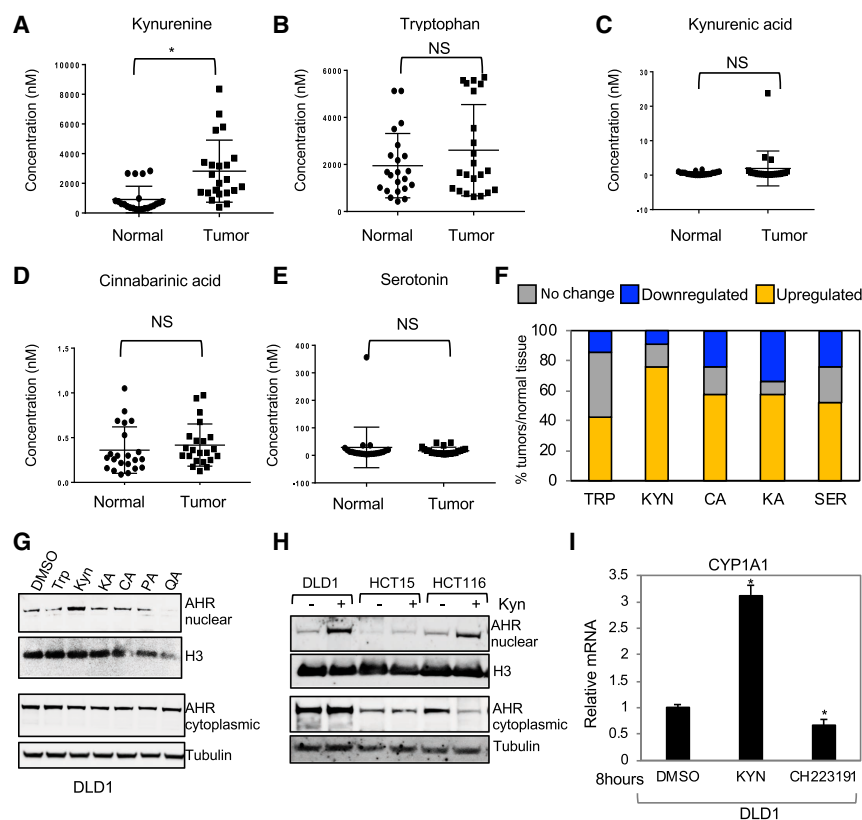 A
Kynurenine
*
Concentration (nM)
10000
8000
6000
4000
2000
0
Normal
Tumor
B
Tryptophan
NS
Concentration (nM)
6000
4000
2000
0
Normal
Tumor
C
Kynurenic acid
NS
Concentration (nM)
30
20
10
0
-10
Normal
Tumor
D
Cinnabarinic acid
NS
Concentration (nM)
1.5
1.0
0.5
0.0
Normal
Tumor
E
Serotonin
NS
Concentration (nM)
400
300
200
100
0
-100
Normal
Tumor
F
No change
Downregulated
Upregulated
% tumors/normal tissue
100
80
60
40
20
0
TRP
KYN
CA
KA
SER
G
DMSO
Trp
Kyn
KA
CA
PA
QA
AHR
nuclear
H3
AHR
cytoplasmic
Tubulin
DLD1
H
DLD1
HCT15
HCT116
- + - + - + Kyn
AHR
nuclear
H3
AHR
cytoplasmic
Tubulin
I
CYP1A1
Relative mRNA
3.5
3
2.5
2
1.5
1
0.5
0
*
*
8hours
DMSO
KYN
CH223191
DLD1